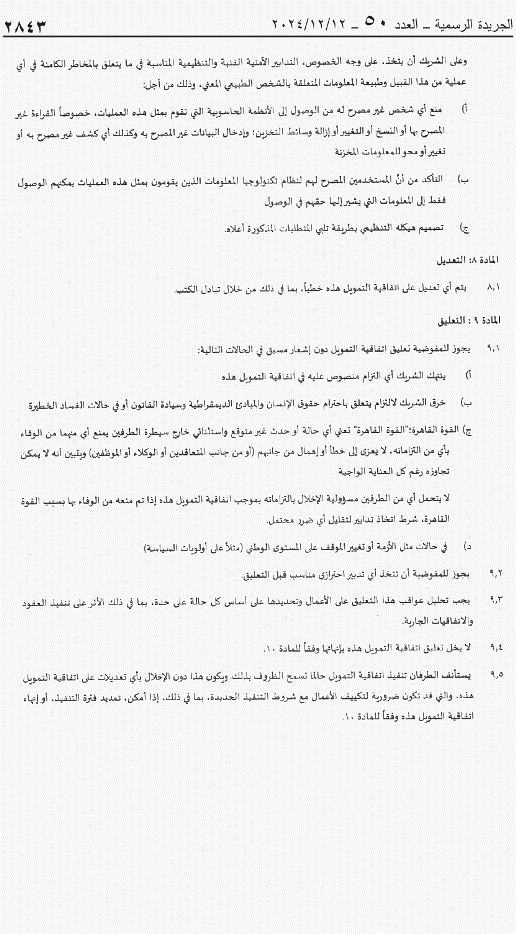 الجريدة الرسمية – العدد ٥٠ – ٢٠٢٤/١٢/١٢ ٢٨٤٣
وعلى الشريك أن يتخذ، على وجه الخصوص، التدابير الأمنية الفنية والتنظيمية المناسبة في ما يتعلق بالمخاطر الكامنة في أي
عملية من هذا القبيل وطبيعة المعلومات المتعلقة بالشخص الطبيعي المعني، وذلك من أجل:
أ) منع أي شخص غير مصرح له من الوصول إلى الأنظمة الحاسوبية التي تقوم بمثل هذه العمليات، خصوصاً القراءة غير
المصرح بها أو النسخ أو التغيير أو إزالة وسائط التخزين؛ وإدخال البيانات غير المصرح به وكذلك أي كشف غير مصرح به أو
تغيير أو محو للمعلومات المخزنة
ب) التأكد من أنّ المستخدمين المصرح لهم لنظام تكنولوجيا المعلومات الذين يقومون بمثل هذه العمليات يمكنهم الوصول
فقط إلى المعلومات التي يشير إليها حقهم في الوصول
ج) تصميم هيكله التنظيمي بطريقة تلبي المتطلبات المذكورة أعلاه.
المادة ٨: التعديل
٨,١ يتم أي تعديل على اتفاقية التمويل هذه خطياً، بما في ذلك من خلال تبادل الكتب.
المادة ٩ : التعليق
٩,١ يجوز للمفوضية تعليق اتفاقية التمويل دون إشعار مسبق في الحالات التالية:
أ) ينتهك الشريك أي التزام منصوص عليه في اتفاقية التمويل هذه
ب) خرق الشريك لالتزام يتعلق باحترام حقوق الإنسان والمبادئ الديمقراطية وسيادة القانون أو في حالات الفساد الخطيرة
ج) القوة القاهرة؛"القوة القاهرة" تعني أي حالة أو حدث غير متوقع واستثنائي خارج سيطرة الطرفين يمنع أي منهما من الوفاء
بأي من التزاماته، لا يعزى إلى خطأ أو إهمال من جانبهم (أو من جانب المتعاقدين أو الوكلاء أو الموظفين) ويتبين أنه لا يمكن
تجاوزه رغم كل العناية الواجبة
لا يتحمل أي من الطرفين مسؤولية الإخلال بالتزاماته بموجب اتفاقية التمويل هذه إذا تم منعه من الوفاء بها بسبب القوة
القاهرة، شرط اتخاذ تدابير لتقليل أي ضرر محتمل.
د) في حالات مثل الأزمة أو تغيير الموقف على المستوى الوطني (مثلاً على أولويات السياسة)
٩,٢ يجوز للمفوضية أن تتخذ أي تدبير احترازي مناسب قبل التعليق.
٩,٣ يجب تحليل عواقب هذا التعليق على الأعمال وتحديدها على أساس كل حالة على حدة، بما في ذلك الأثر على تنفيذ العقود
والاتفاقيات الجارية.
٩,٤ لا يخل تعليق اتفاقية التمويل هذه بإنهائها وفقاً للمادة ١٠.
٩,٥ يستأنف الطرفان تنفيذ اتفاقية التمويل حالما تسمح الظروف بذلك ويكون هذا دون الإخلال بأي تعديلات على اتفاقية التمويل
هذه، والتي قد تكون ضرورية لتكييف الأعمال مع شروط التنفيذ الجديدة، بما في ذلك، إذا أمكن، تمديد فترة التنفيذ، أو إنهاء
اتفاقية التمويل هذه وفقاً للمادة ١٠.